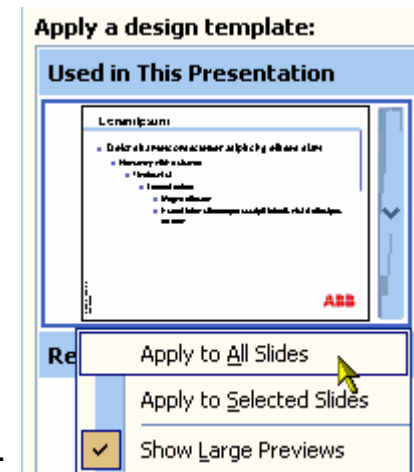 Apply a design template:
Used in This Presentation
Lorem ipsum
ABB
Re
Apply to All Slides
Apply to Selected Slides
Show Large Previews